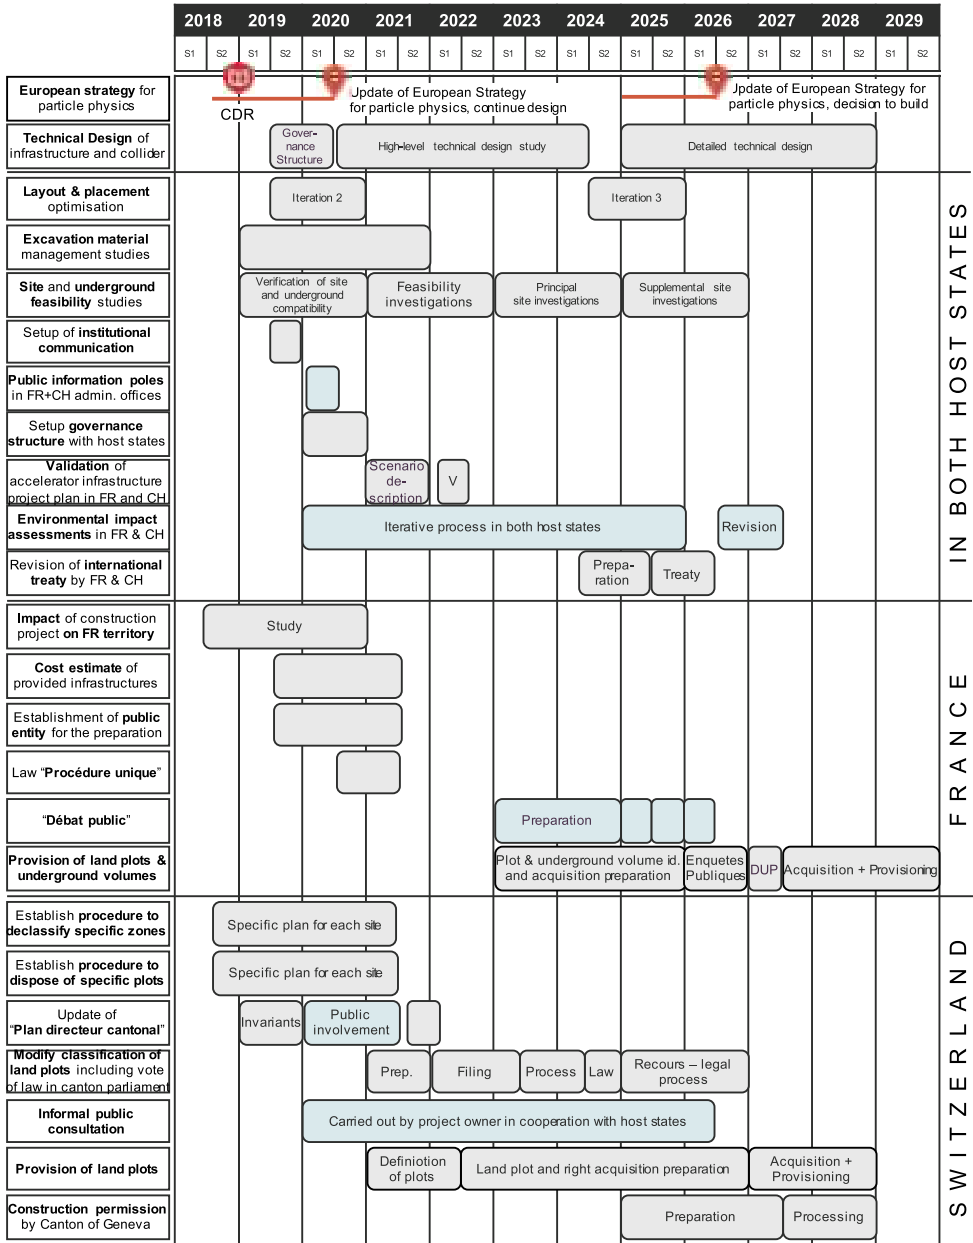 2018 2019 2020 2021 2022 2023 2024 2025 2026 2027 2028 2029
S1 S2 S1 S2 S1 S2 S1 S2 S1 S2 S1 S2 S1 S2 S1 S2 S1 S2 S1 S2 S1 S2 S1 S2
European strategy for
particle physics
CDR
Update of European Strategy
for particle physics, continue design
Update of European Strategy
for particle physics, decision to build
Technical Design of
infrastructure and collider
Gover-
nance
Structure
High-level technical design study
Detailed technical design
Layout & placement
optimisation
Iteration 2
Iteration 3
Excavation material
management studies
Site and underground
feasibility studies
Verification of site
and underground
compatibility
Feasibility
investigations
Principal
site investigations
Supplemental site
investigations
Setup of institutional
communication
Public information poles
in FR+CH admin. offices
Setup governance
structure with host states
Validation of
accelerator infrastructure
project plan in FR and CH
Scenario
de-
scription
V
Environmental impact
assessments in FR & CH
Iterative process in both host states
Revision
Revision of international
treaty by FR & CH
Prepa-
ration
Treaty
IN BOTH HOST STATES
Impact of construction
project on FR territory
Study
Cost estimate of
provided infrastructures
Establishment of public
entity for the preparation
Law “Procédure unique”
“Débat public”
Preparation
Provision of land plots &
underground volumes
Plot & underground volume id.
and acquisition preparation
Enquetes
Publiques
DUP
Acquisition + Provisioning
FRANCE
Establish procedure to
declassify specific zones
Specific plan for each site
Establish procedure to
dispose of specific plots
Specific plan for each site
Update of
“Plan directeur cantonal”
Invariants
Public
involvement
Modify classification of
land plots including vote
of law in canton parliament
Prep.
Filing
Process
Law
Recours – legal
process
Informal public
consultation
Carried out by project owner in cooperation with host states
Provision of land plots
Definiotion
of plots
Land plot and right acquisition preparation
Acquisition +
Provisioning
Construction permission
by Canton of Geneva
Preparation
Processing
SWITZERLAND